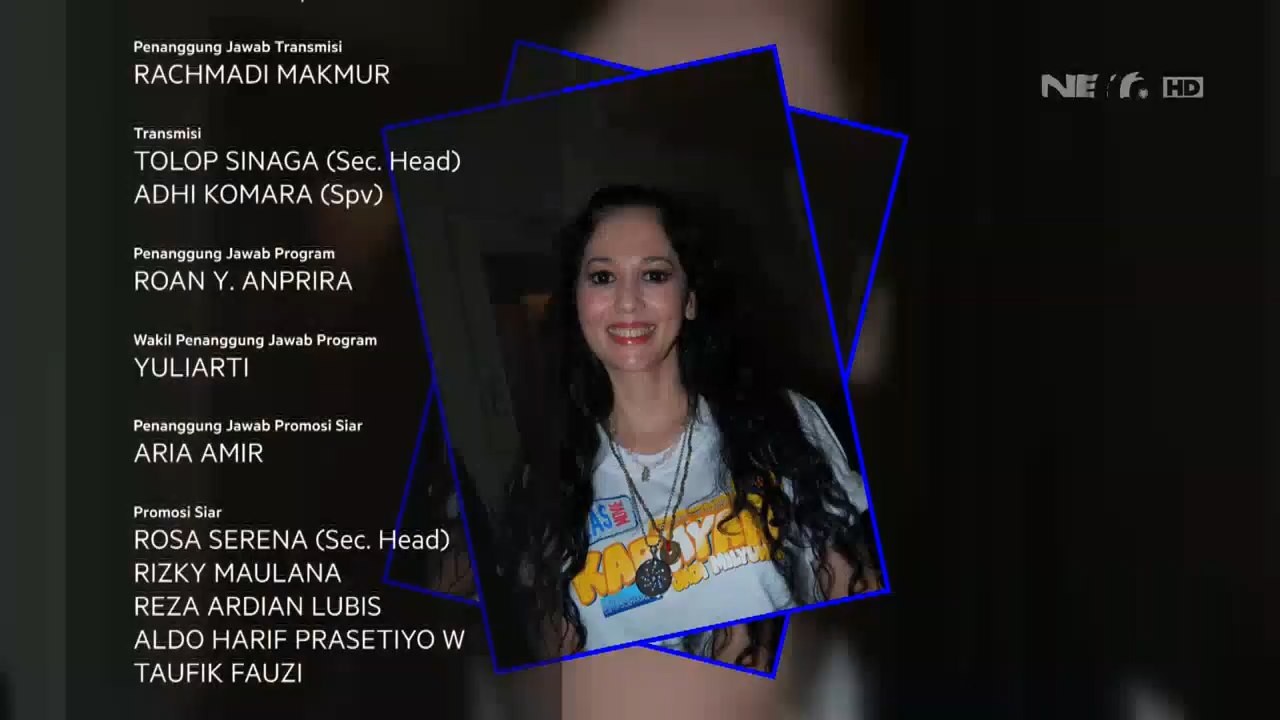 Penanggung Jawab Transmisi
RACHMADI MAKMUR
Transmisi
TOLOP SINAGA (Sec. Head)
ADHI KOMARA (Spv)
Penanggung Jawab Program
ROAN Y. ANPRIRA
Wakil Penanggung Jawab Program
YULIARTI
Penanggung Jawab Promosi Siar
ARIA AMIR
Promosi Siar
ROSA SERENA (Sec. Head)
RIZKY MAULANA
REZA ARDIAN LUBIS
ALDO HARIF PRASETIYO W
TAUFIK FAUZI
HD